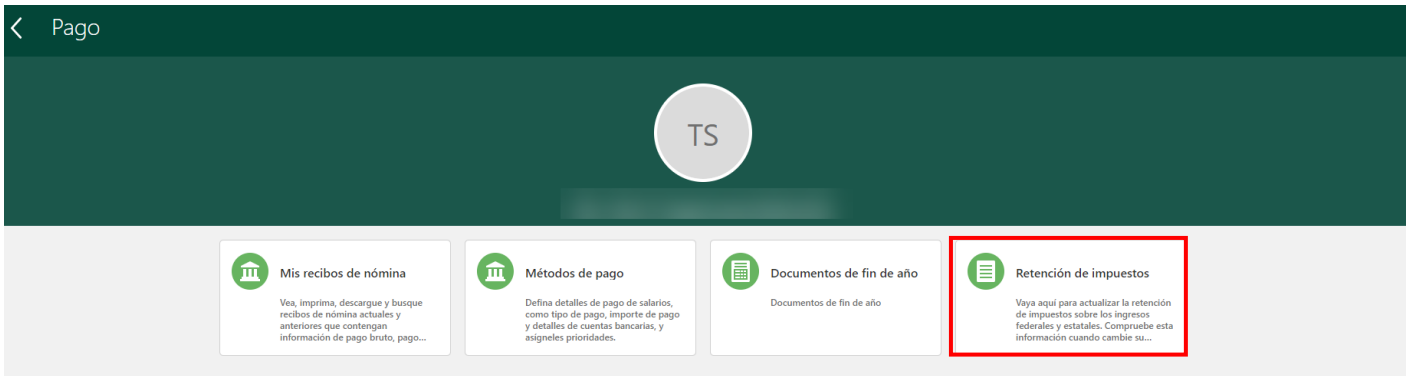 Pago
TS
Mis recibos de nómina
Vea, imprima, descargue y busque
recibos de nómina actuales y
anteriores que contengan
información de pago bruto, pago...
Métodos de pago
Defina detalles de pago de salarios,
como tipo de pago, importe de pago
y detalles de cuentas bancarias, y
asigneles prioridades.
Documentos de fin de año
Documentos de fin de año
Retención de impuestos
Vaya aquí para actualizar la retención
de impuestos sobre los ingresos
federales y estatales. Compruebe esta
información cuando cambie su...